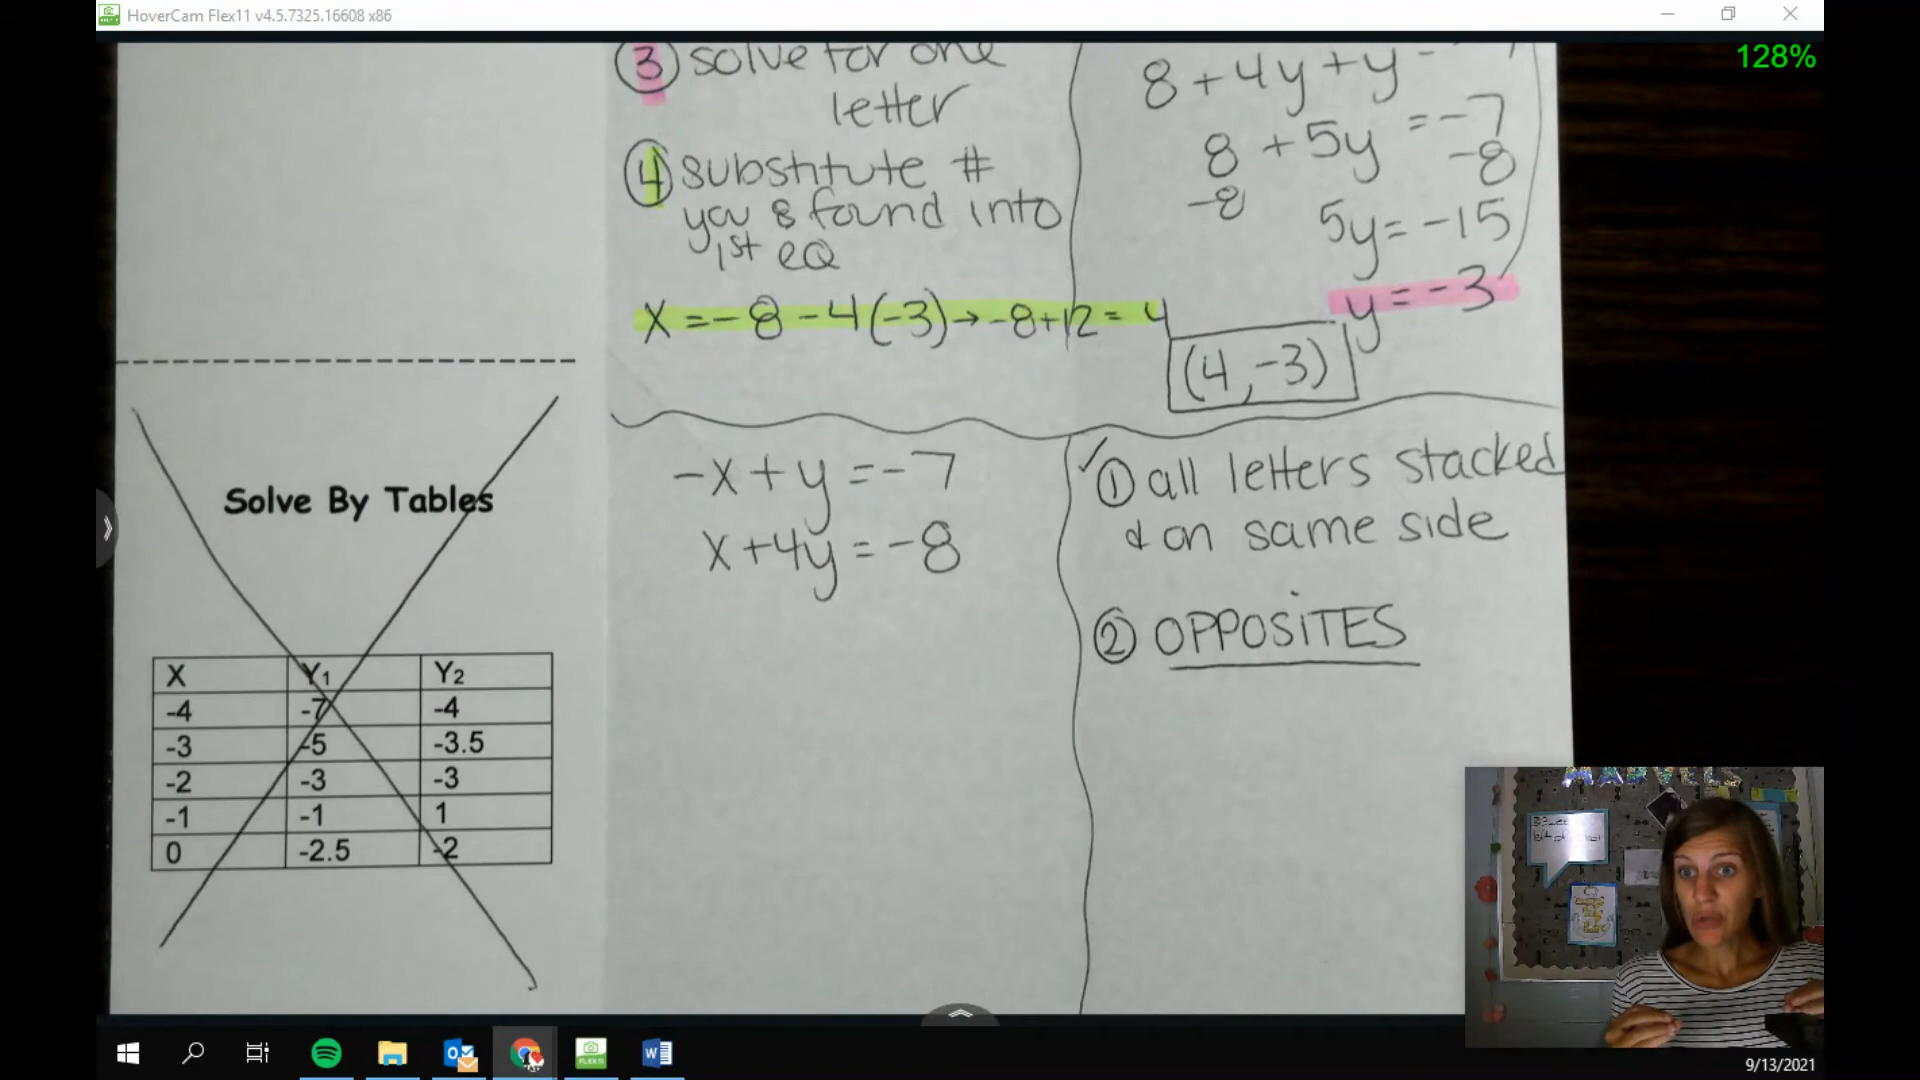 HoverCam Flex11 v4.5.7325.16608 x86
128%
③ solve for one
letter
④ substitute #
you found into
1st eq
x = -8 - 4(-3) → -8+12 = 4
8 + 4y + y = -7
8 + 5y = -7
-8 -8
5y = -15
y = -3
(4, -3)
Solve By Tables
X Y₁ Y₂
-4 -7 -4
-3 -5 -3.5
-2 -3 -3
-1 -1 1
0 -2.5 -2
-x + y = -7
x + 4y = -8
✓① all letters stacked
& on same side
② OPPOSITES
FLEX11
9/13/2021